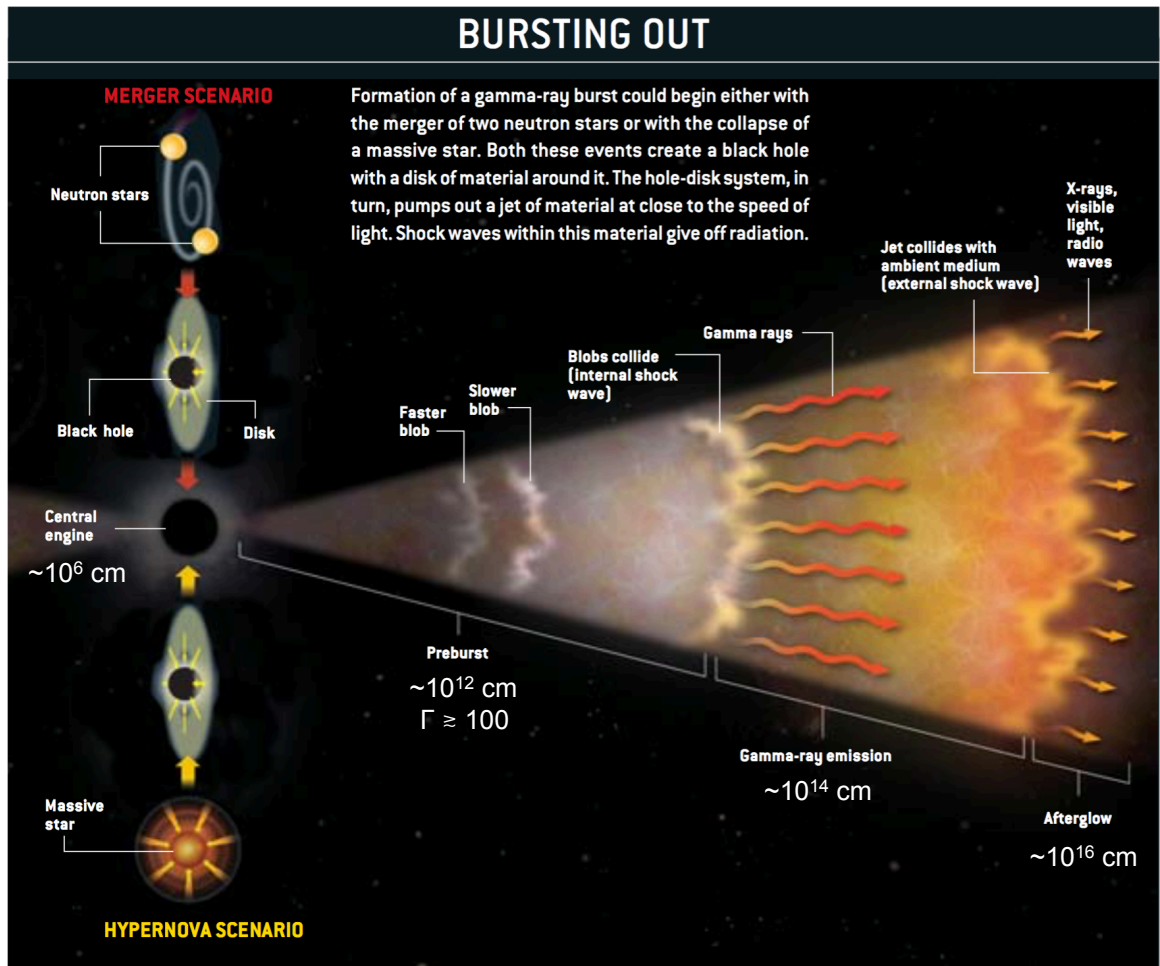 BURSTING OUT
MERGER SCENARIO
Formation of a gamma-ray burst could begin either with
the merger of two neutron stars or with the collapse of
a massive star. Both these events create a black hole
with a disk of material around it. The hole-disk system, in
turn, pumps out a jet of material at close to the speed of
light. Shock waves within this material give off radiation.
Neutron stars
X-rays,
visible
light,
radio
waves
Jet collides with
ambient medium
(external shock wave)
Gamma rays
Blobs collide
(internal shock
wave)
Slower
blob
Faster
blob
Black hole
Disk
Central
engine
~10⁶ cm
Preburst
~10¹² cm
Γ ≳ 100
Gamma-ray emission
~10¹⁴ cm
Afterglow
~10¹⁶ cm
Massive
star
HYPERNOVA SCENARIO